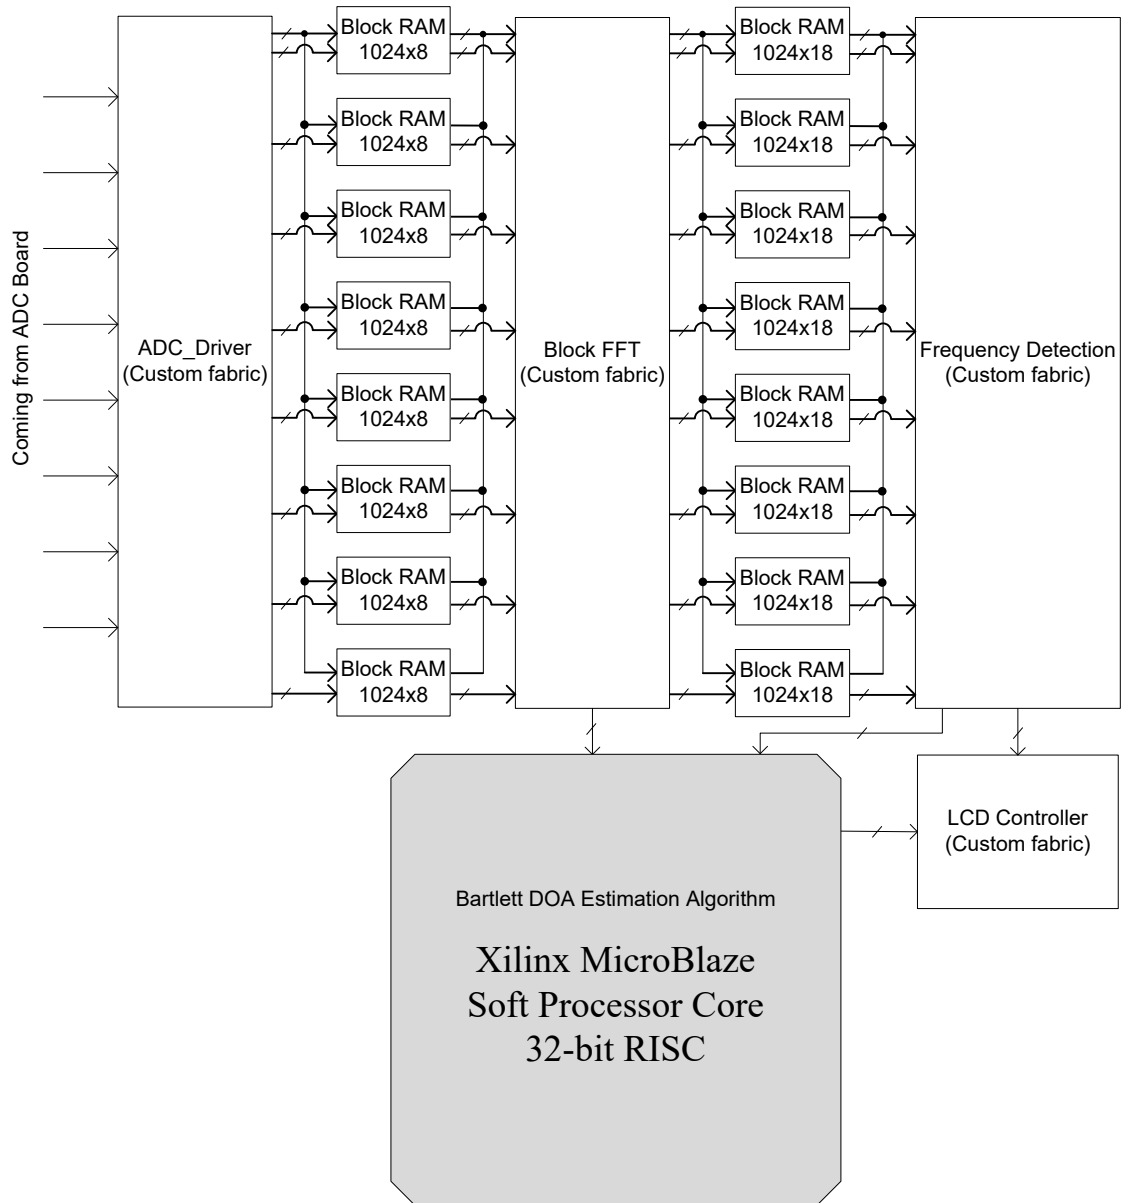 Coming from ADC Board
ADC_Driver
(Custom fabric)
Block RAM
1024x8
Block RAM
1024x8
Block RAM
1024x8
Block RAM
1024x8
Block RAM
1024x8
Block RAM
1024x8
Block RAM
1024x8
Block RAM
1024x8
Block FFT
(Custom fabric)
Block RAM
1024x18
Block RAM
1024x18
Block RAM
1024x18
Block RAM
1024x18
Block RAM
1024x18
Block RAM
1024x18
Block RAM
1024x18
Block RAM
1024x18
Frequency Detection
(Custom fabric)
LCD Controller
(Custom fabric)
Bartlett DOA Estimation Algorithm
Xilinx MicroBlaze
Soft Processor Core
32-bit RISC